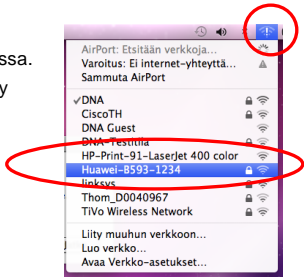 ssa.
y
AirPort: Etsitään verkkoja...
Varoitus: Ei internet-yhteyttä...
Sammuta AirPort
DNA
CiscoTH
DNA Guest
DNA-Testitila
HP-Print-91-LaserJet 400 color
Huawei-B593-1234
linksys
Thom_D0040967
TiVo Wireless Network
Liity muuhun verkkoon...
Luo verkko...
Avaa Verkko-asetukset...